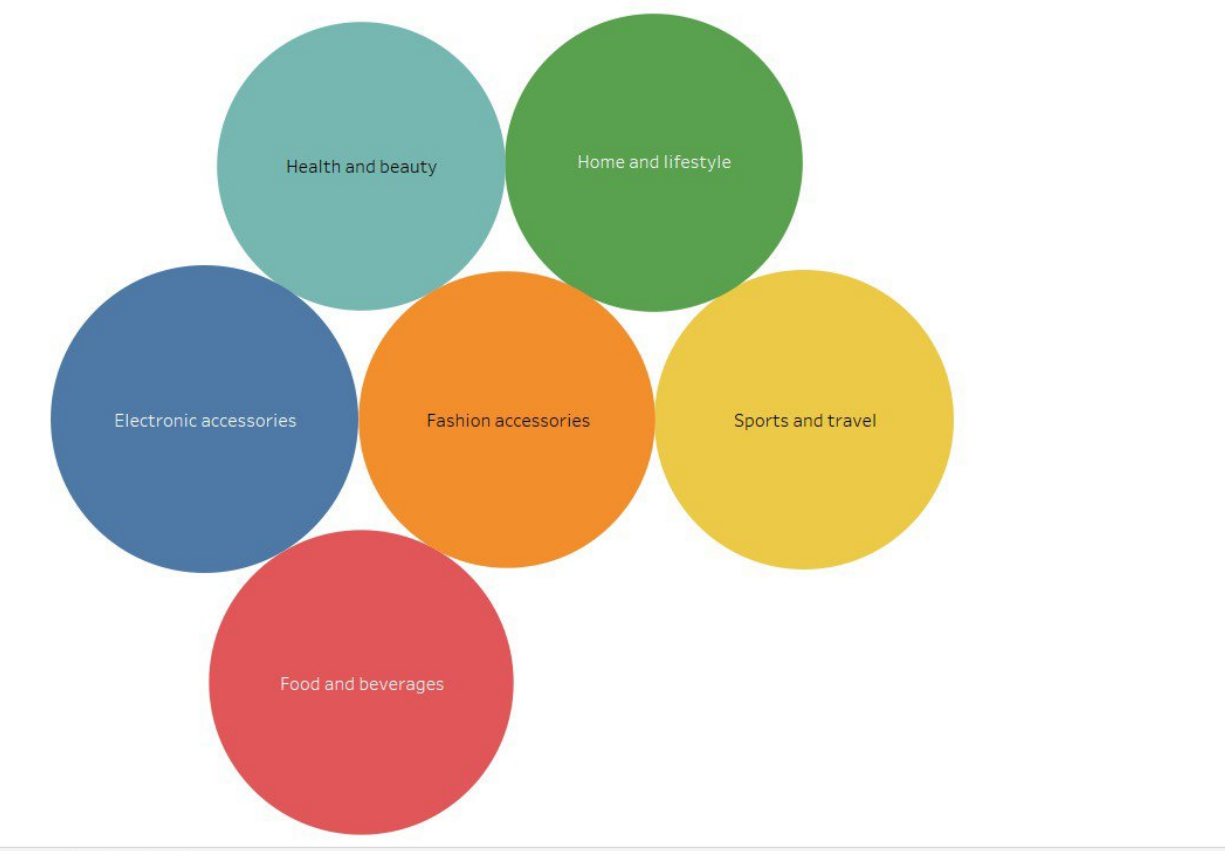 Health and beauty
Home and lifestyle
Electronic accessories
Fashion accessories
Sports and travel
Food and beverages